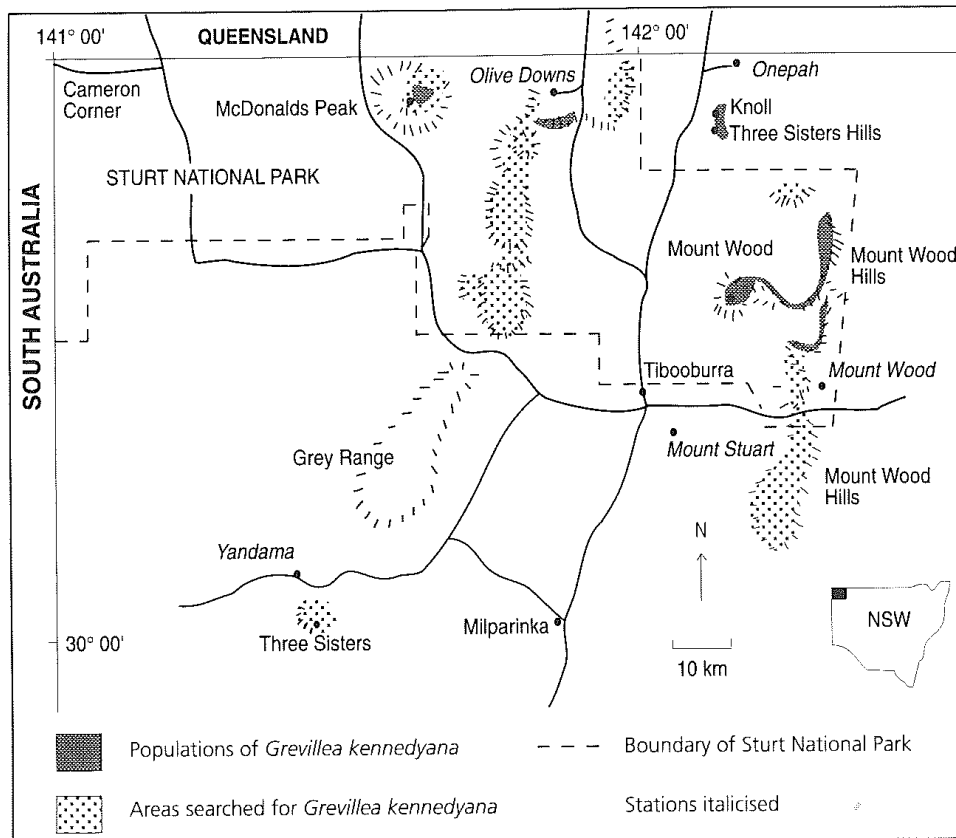 141° 00'
QUEENSLAND
142° 00'
Cameron
Corner
McDonalds Peak
Olive Downs
Onepah
Knoll
Three Sisters Hills
STURT NATIONAL PARK
SOUTH AUSTRALIA
Mount Wood
Mount Wood
Hills
Tibooburra
Mount Wood
Mount Stuart
Grey Range
Mount Wood
Hills
Yandama
N
NSW
Three Sisters
Milparinka
30° 00'
10 km
Populations of Grevillea kennedyana
Boundary of Sturt National Park
Areas searched for Grevillea kennedyana
Stations italicised